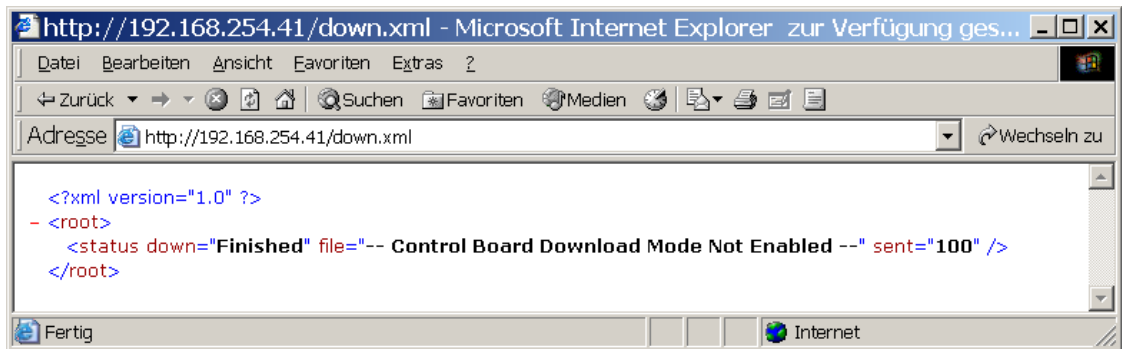 http://192.168.254.41/down.xml - Microsoft Internet Explorer zur Verfügung ges...
Datei Bearbeiten Ansicht Favoriten Extras ?
Zurück Suchen Favoriten Medien
Adresse http://192.168.254.41/down.xml Wechseln zu
<?xml version="1.0" ?>
- <root>
<status down="Finished" file="-- Control Board Download Mode Not Enabled --" sent="100" />
</root>
Fertig Internet